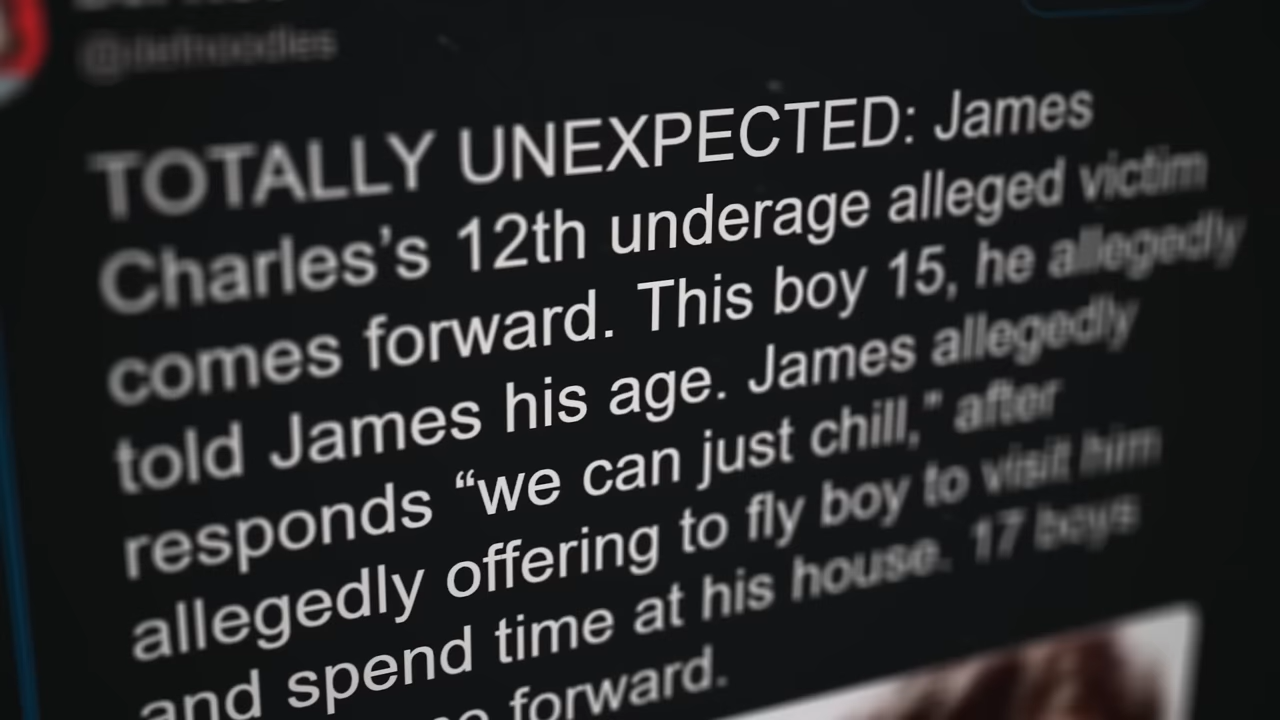 @defnoodles
TOTALLY UNEXPECTED: James
Charles’s 12th underage alleged victim
comes forward. This boy 15, he allegedly
told James his age. James allegedly
responds “we can just chill,” after
allegedly offering to fly boy to visit him
and spend time at his house. 17 boys
forward.